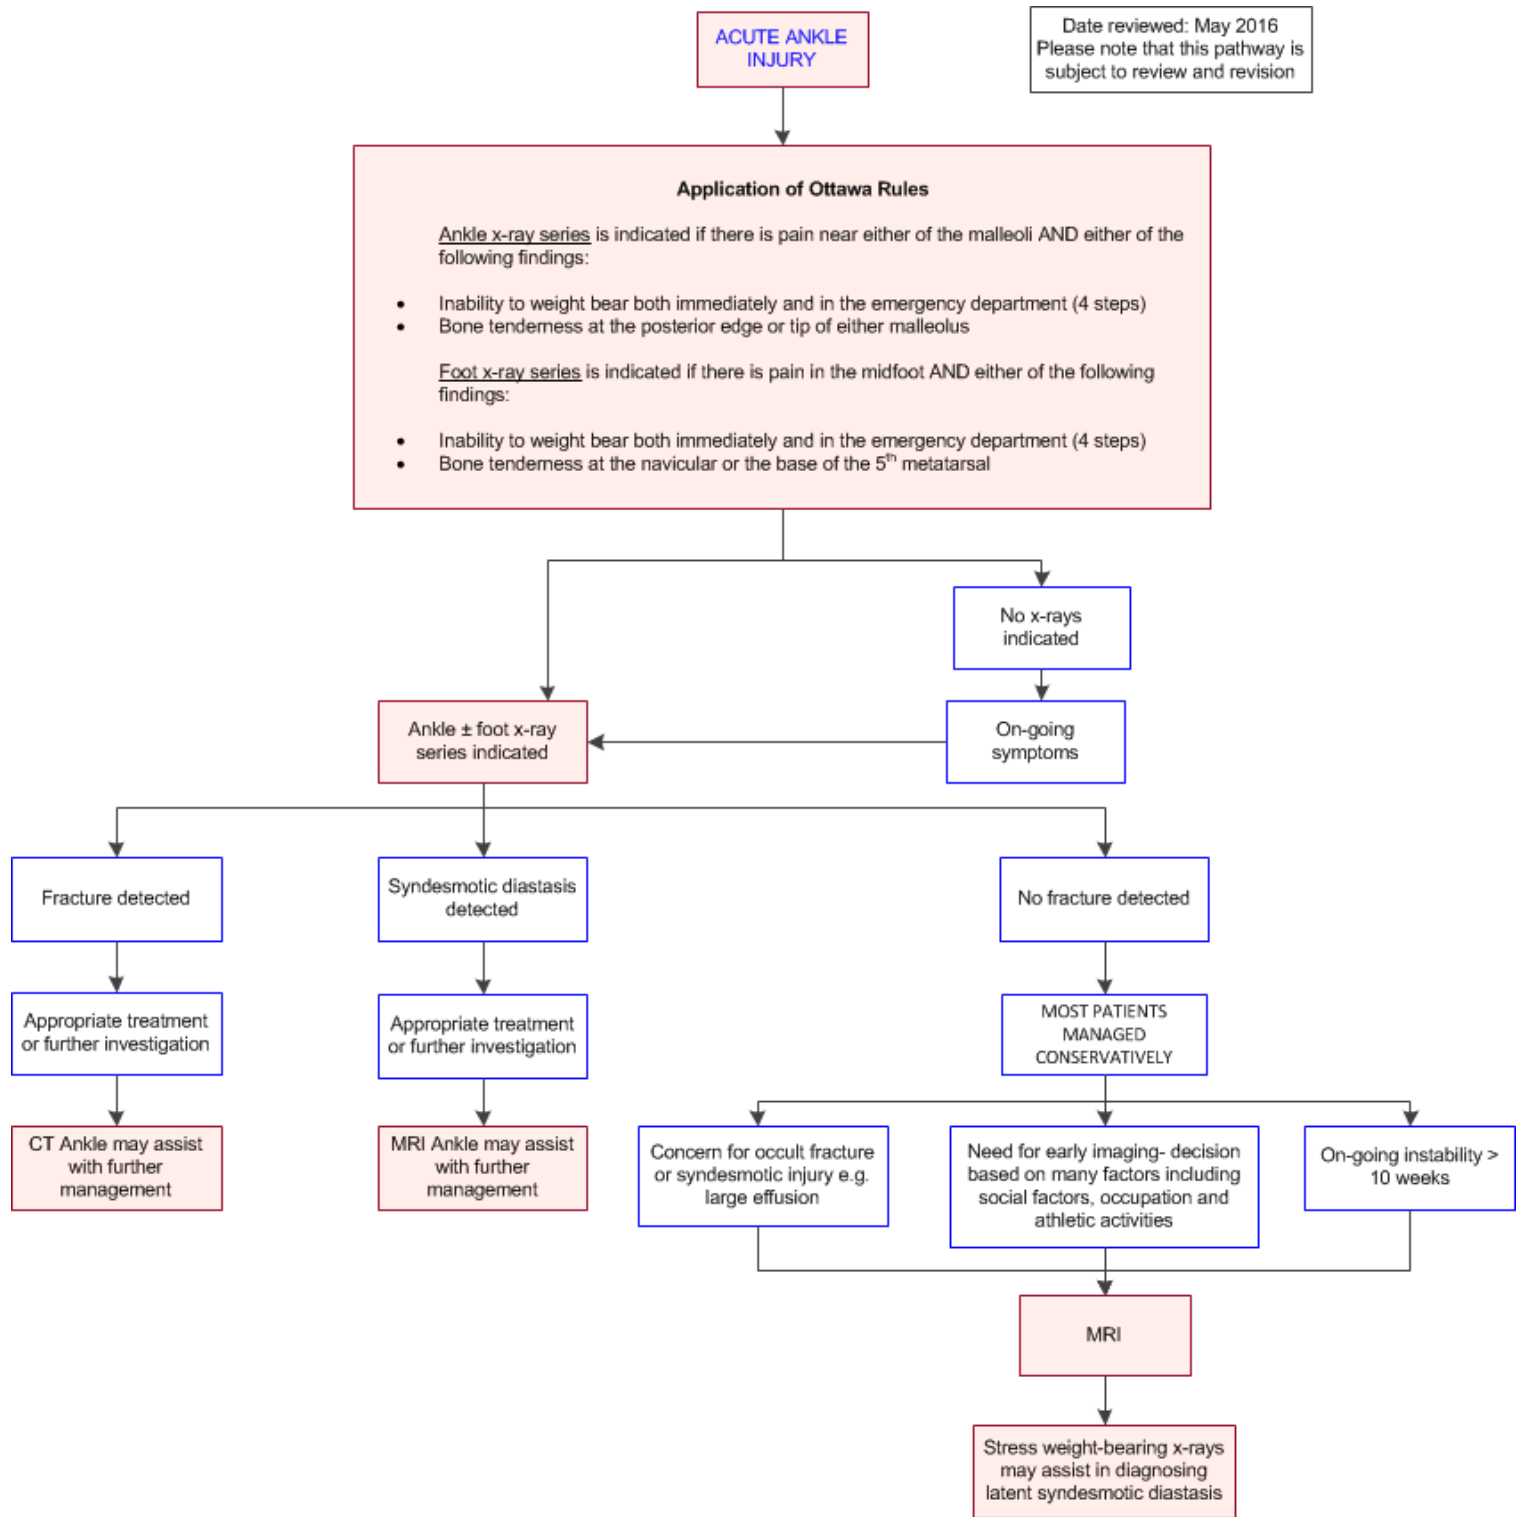 ACUTE ANKLE
INJURY
Date reviewed: May 2016
Please note that this pathway is
subject to review and revision
Application of Ottawa Rules
Ankle x-ray series is indicated if there is pain near either of the malleoli AND either of the
following findings:
• Inability to weight bear both immediately and in the emergency department (4 steps)
• Bone tenderness at the posterior edge or tip of either malleolus
Foot x-ray series is indicated if there is pain in the midfoot AND either of the following
findings:
• Inability to weight bear both immediately and in the emergency department (4 steps)
• Bone tenderness at the navicular or the base of the 5th metatarsal
No x-rays
indicated
Ankle ± foot x-ray
series indicated
On-going
symptoms
Fracture detected
Syndesmotic diastasis
detected
No fracture detected
Appropriate treatment
or further investigation
Appropriate treatment
or further investigation
MOST PATIENTS
MANAGED
CONSERVATIVELY
CT Ankle may assist
with further
management
MRI Ankle may assist
with further
management
Concern for occult fracture
or syndesmotic injury e.g.
large effusion
Need for early imaging- decision
based on many factors including
social factors, occupation and
athletic activities
On-going instability >
10 weeks
MRI
Stress weight-bearing x-rays
may assist in diagnosing
latent syndesmotic diastasis